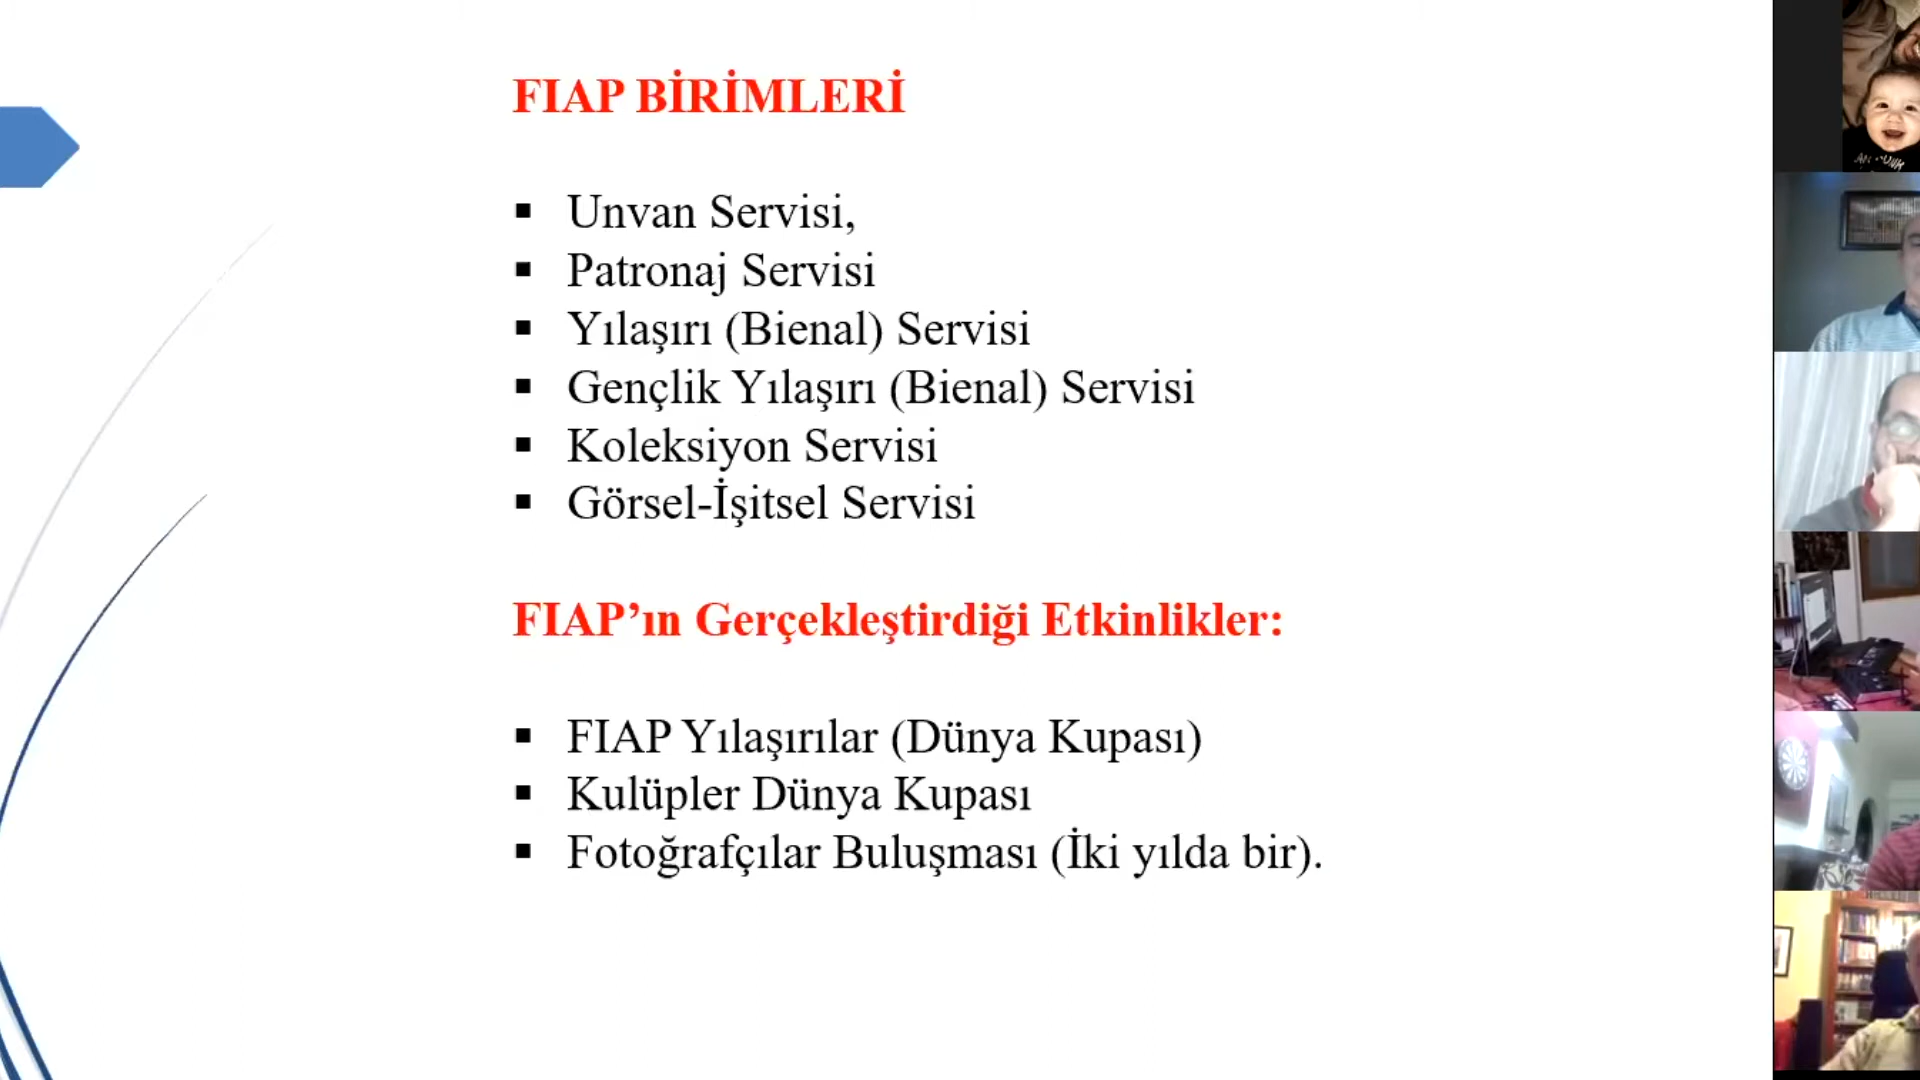 FIAP BİRİMLERİ
Unvan Servisi,
Patronaj Servisi
Yılaşırı (Bienal) Servisi
Gençlik Yılaşırı (Bienal) Servisi
Koleksiyon Servisi
Görsel-İşitsel Servisi
FIAP’ın Gerçekleştirdiği Etkinlikler:
FIAP Yılaşırılar (Dünya Kupası)
Kulüpler Dünya Kupası
Fotoğrafçılar Buluşması (İki yılda bir).